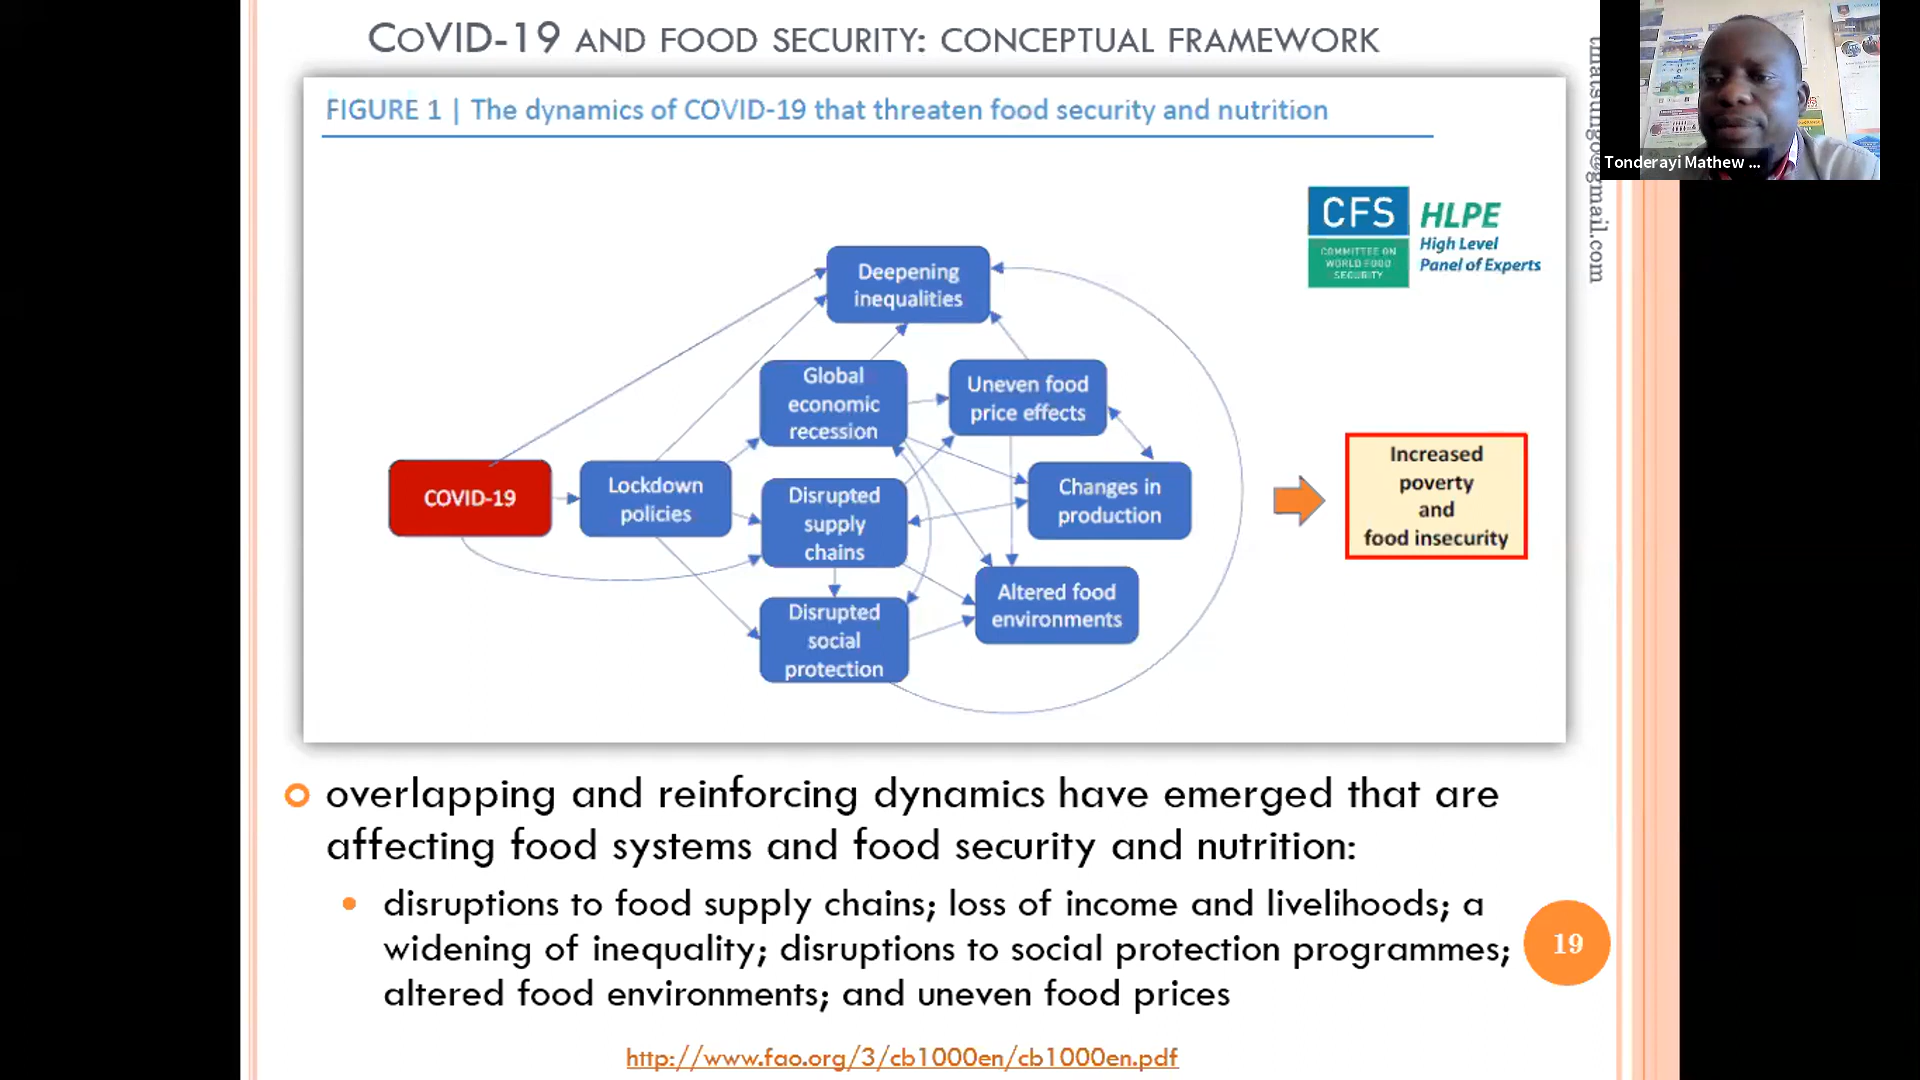 COVID-19 AND FOOD SECURITY: CONCEPTUAL FRAMEWORK
FIGURE 1 | The dynamics of COVID-19 that threaten food security and nutrition
CFS
COMMITTEE ON
WORLD FOOD
SECURITY
HLPE
High Level
Panel of Experts
Deepening
inequalities
Global
economic
recession
Uneven food
price effects
COVID-19
Lockdown
policies
Disrupted
supply
chains
Changes in
production
Disrupted
social
protection
Altered food
environments
Increased
poverty
and
food insecurity
overlapping and reinforcing dynamics have emerged that are
affecting food systems and food security and nutrition:
disruptions to food supply chains; loss of income and livelihoods; a
widening of inequality; disruptions to social protection programmes;
altered food environments; and uneven food prices
http://www.fao.org/3/cb1000en/cb1000en.pdf
19
Tonderayi Mathew ...